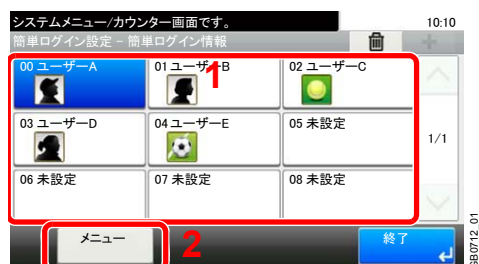 システムメニュー/カウンター画面です。
10:10
簡単ログイン設定 - 簡単ログイン情報
00 ユーザーA
01 ユーザーB
02 ユーザーC
1
03 ユーザーD
04 ユーザーE
05 未設定
1/1
06 未設定
07 未設定
08 未設定
メニュー
2
終了